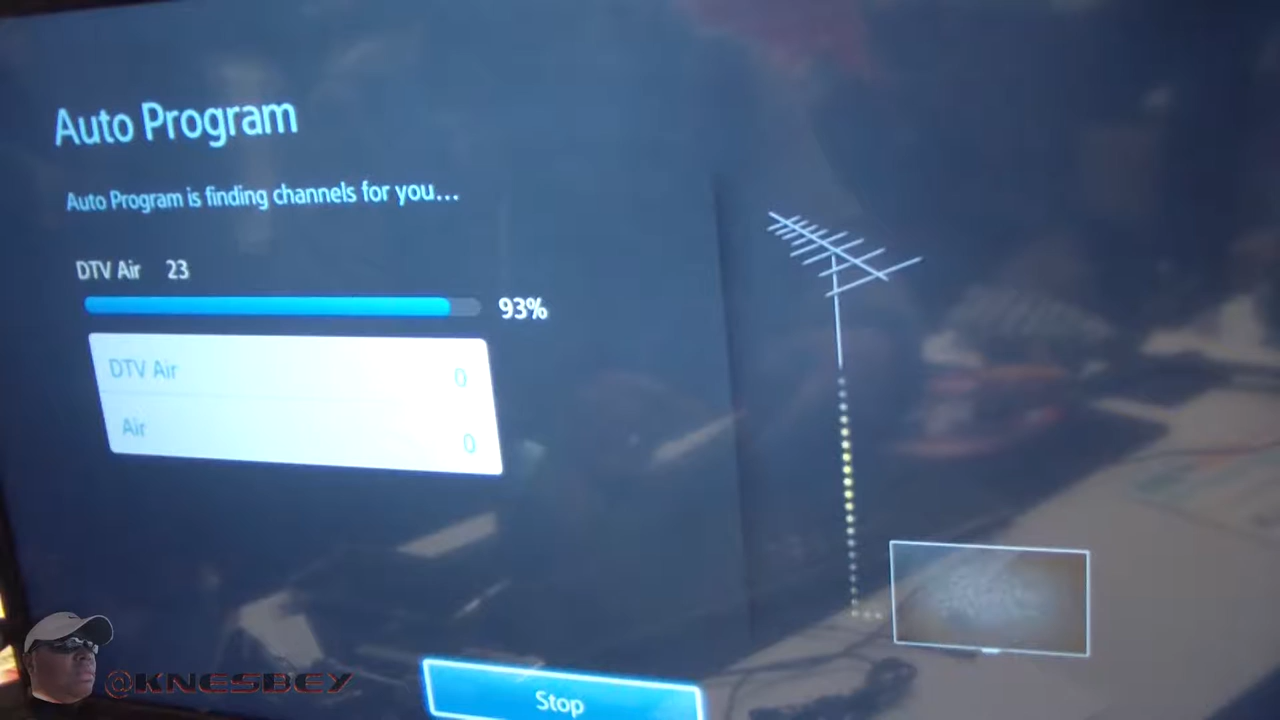 Auto Program
Auto Program is finding channels for you...
DTV Air 23
93%
DTV Air 0
Air 0
Stop
@KNESBEY